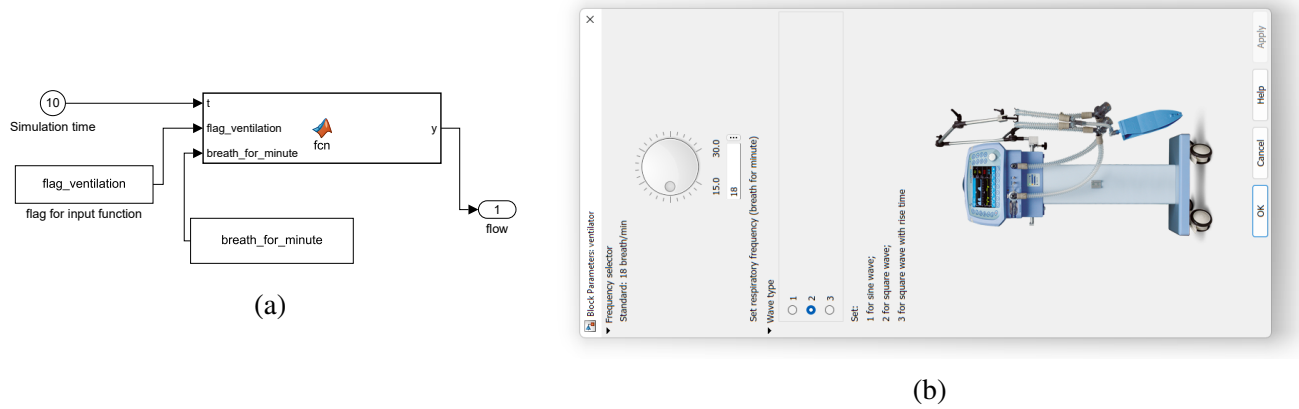 10
Simulation time
flag_ventilation
flag for input function
breath_for_minute
t
flag_ventilation
breath_for_minute
fcn
y
1
flow
(a)
Block Parameters: ventilator
Frequency selector
Standard: 18 breath/min
15.0 30.0
18
Set respiratory frequency (breath for minute)
Wave type
1
2
3
Set:
1 for sine wave;
2 for square wave;
3 for square wave with rise time
OK Cancel Help Apply
(b)